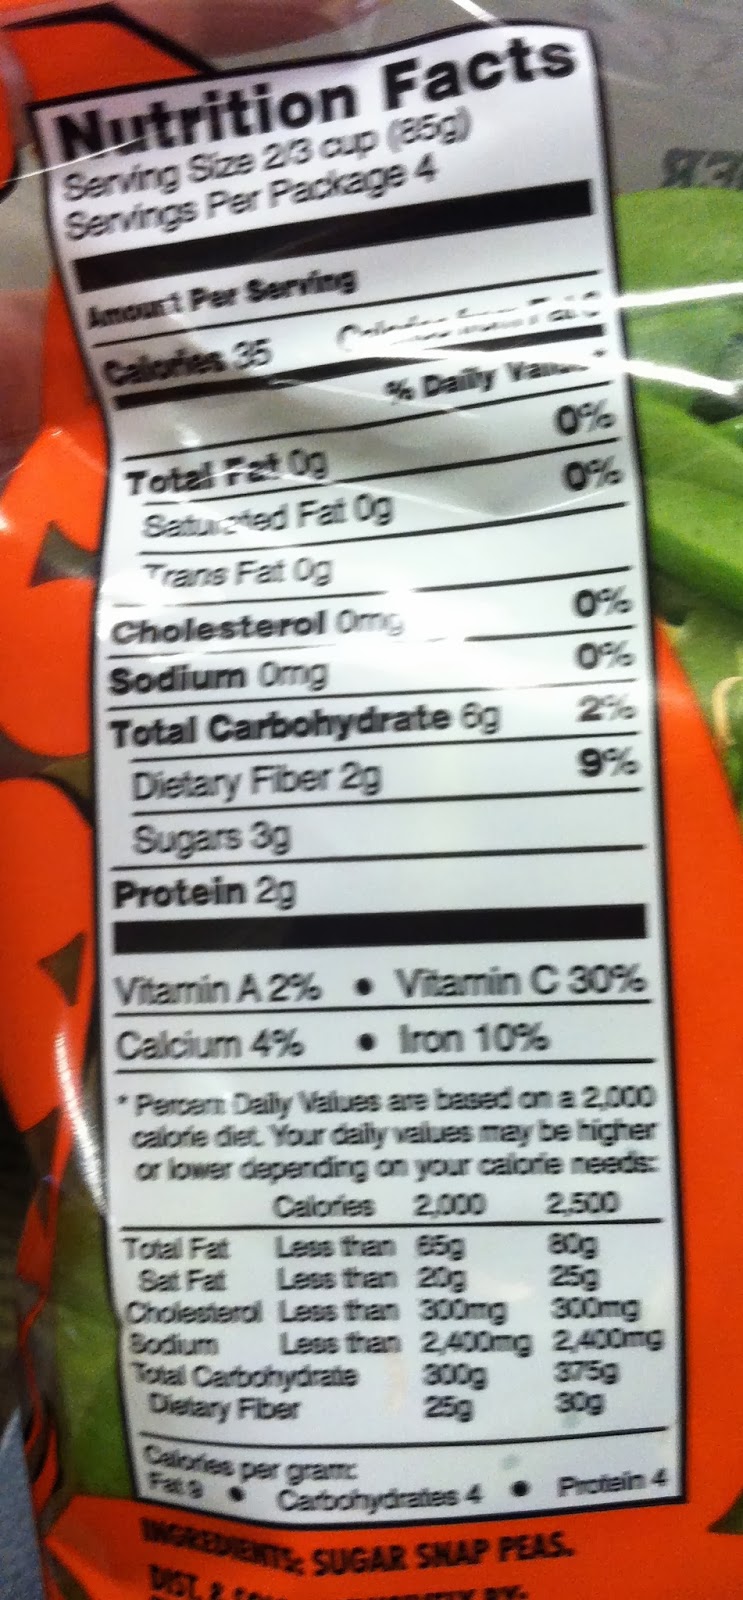 Nutrition Facts
Serving Size 2/3 cup (85g)
Servings Per Package 4
Amount Per Serving
Calories 35 Calories from Fat 0
% Daily Value*
Total Fat 0g 0%
Saturated Fat 0g 0%
Trans Fat 0g
Cholesterol 0mg 0%
Sodium 0mg 0%
Total Carbohydrate 6g 2%
Dietary Fiber 2g 9%
Sugars 3g
Protein 2g
Vitamin A 2% • Vitamin C 30%
Calcium 4% • Iron 10%
* Percent Daily Values are based on a 2,000
calorie diet. Your daily values may be higher
or lower depending on your calorie needs:
Calories 2,000 2,500
Total Fat Less than 65g 80g
Sat Fat Less than 20g 25g
Cholesterol Less than 300mg 300mg
Sodium Less than 2,400mg 2,400mg
Total Carbohydrate 300g 375g
Dietary Fiber 25g 30g
Calories per gram:
Fat 9 • Carbohydrates 4 • Protein 4
INGREDIENTS: SUGAR SNAP PEAS.
DIST. & BY: